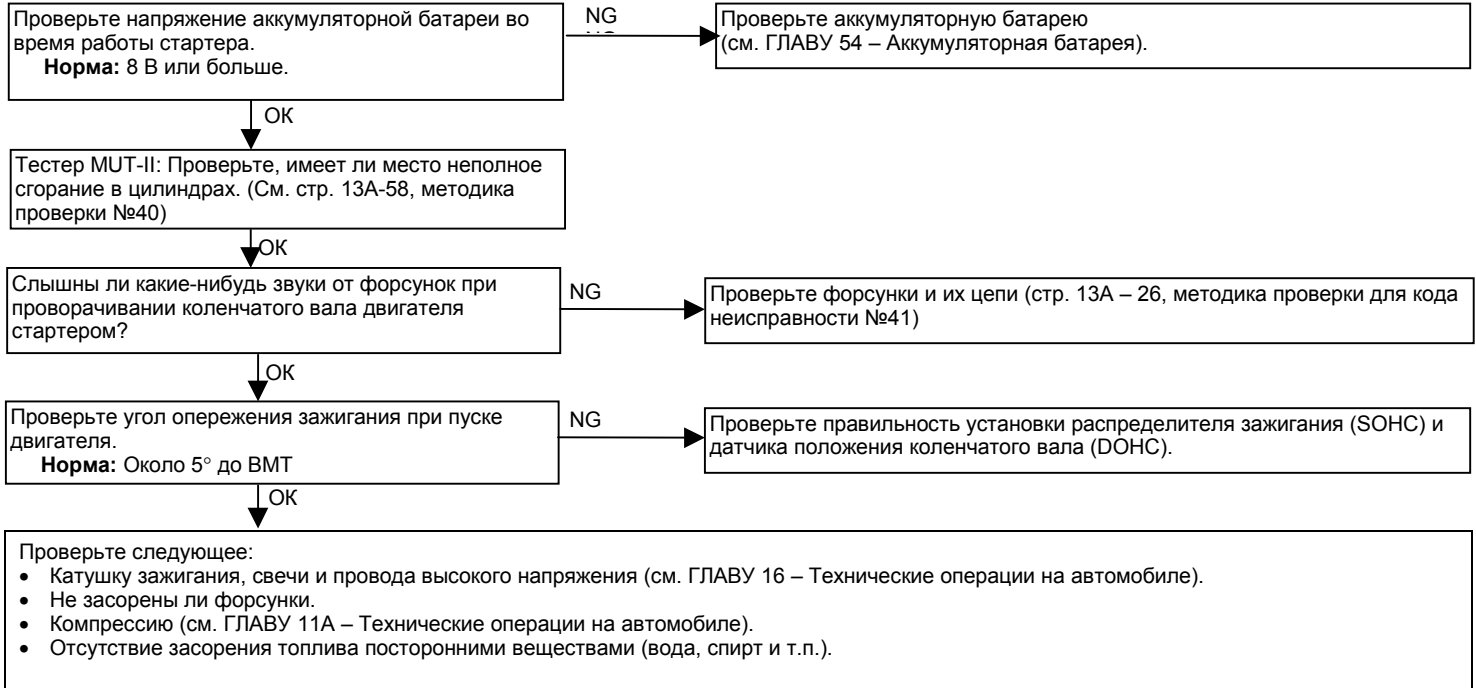 Проверьте напряжение аккумуляторной батареи во
время работы стартера.
Норма: 8 В или больше.
NG
Проверьте аккумуляторную батарею
(см. ГЛАВУ 54 – Аккумуляторная батарея).
ОК
Тестер MUT-II: Проверьте, имеет ли место неполное
сгорание в цилиндрах. (См. стр. 13А-58, методика
проверки №40)
ОК
Слышны ли какие-нибудь звуки от форсунок при
проворачивании коленчатого вала двигателя
стартером?
NG
Проверьте форсунки и их цепи (стр. 13А – 26, методика проверки для кода
неисправности №41)
ОК
Проверьте угол опережения зажигания при пуске
двигателя.
Норма: Около 5° до ВМТ
NG
Проверьте правильность установки распределителя зажигания (SOHC) и
датчика положения коленчатого вала (DOHC).
ОК
Проверьте следующее:
• Катушку зажигания, свечи и провода высокого напряжения (см. ГЛАВУ 16 – Технические операции на автомобиле).
• Не засорены ли форсунки.
• Компрессию (см. ГЛАВУ 11А – Технические операции на автомобиле).
• Отсутствие засорения топлива посторонними веществами (вода, спирт и т.п.).